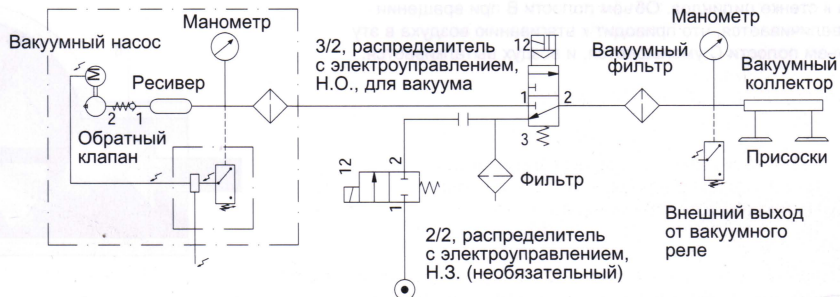 Манометр
Вакуумный насос
Ресивер
2
1
Обратный
клапан
3/2, распределитель
с электроуправлением,
Н.О., для вакуума
12
1
2
3
12
2
1
Фильтр
2/2, распределитель
с электроуправлением,
Н.З. (необязательный)
Вакуумный
фильтр
Манометр
Вакуумный
коллектор
Присоски
Внешний выход
от вакуумного
реле
M